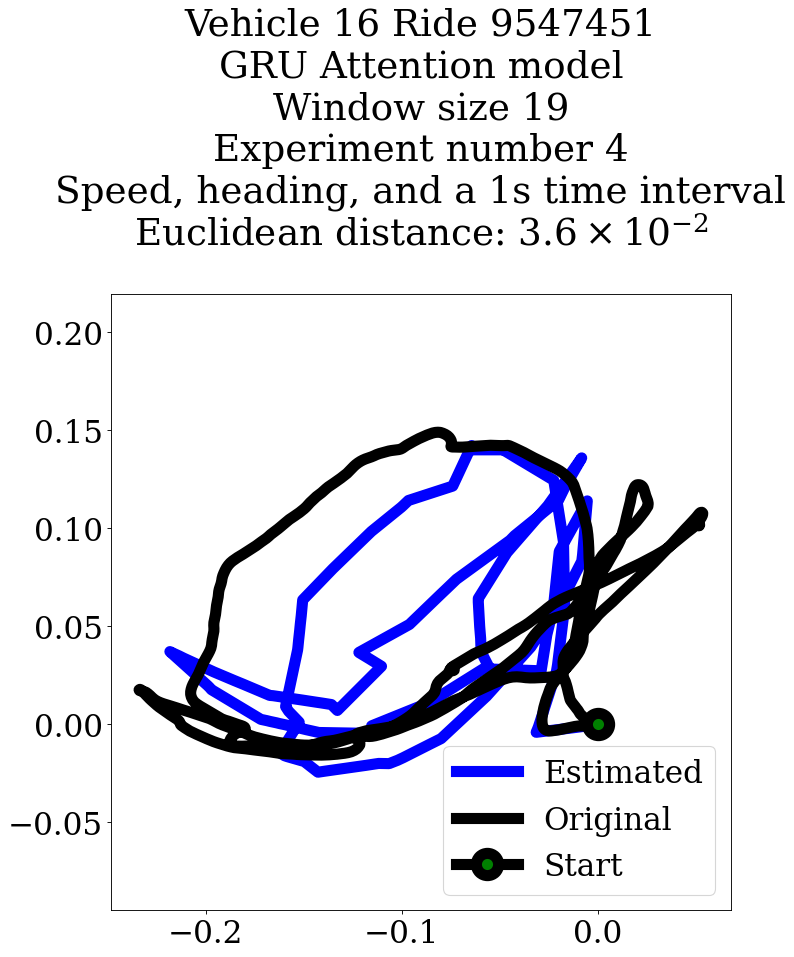 Vehicle 16 Ride 9547451
GRU Attention model
Window size 19
Experiment number 4
Speed, heading, and a 1s time interval
Euclidean distance: 3.6 × 10⁻²
0.20
0.15
0.10
0.05
0.00
−0.05
Estimated
Original
Start
−0.2 −0.1 0.0